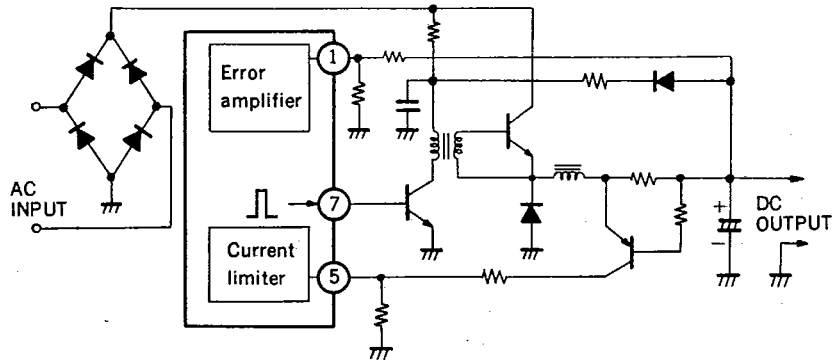 Error
amplifier
1
AC
INPUT
7
Current
limiter
5
+
−
DC
OUTPUT